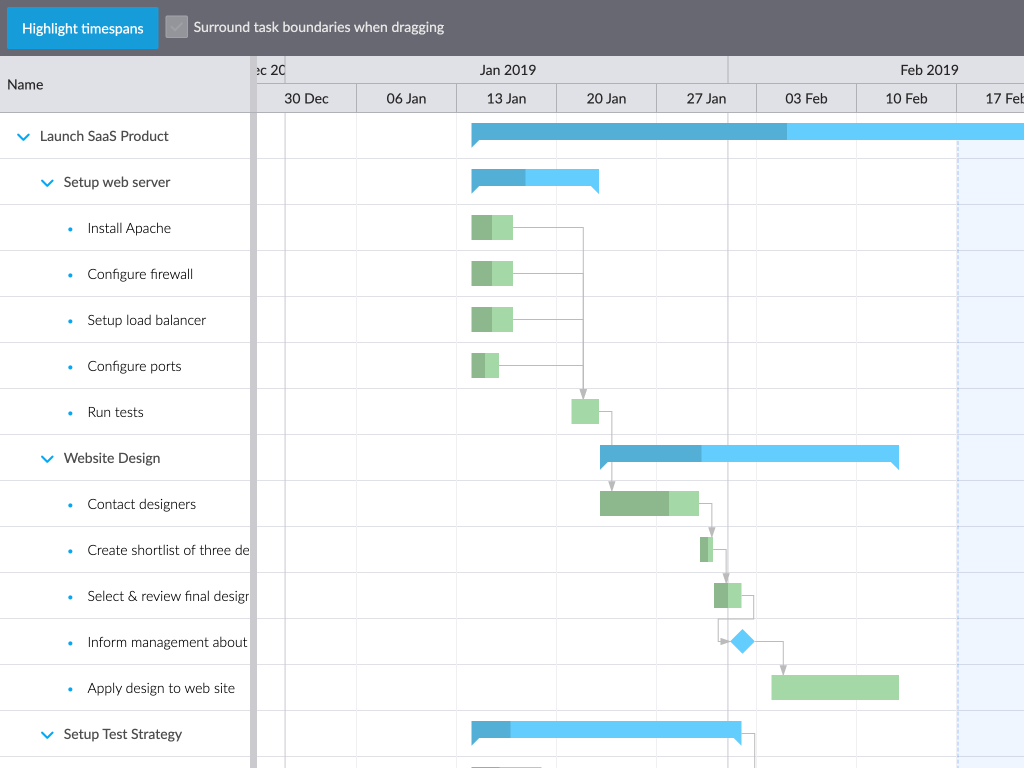 Highlight timespans
Surround task boundaries when dragging
Name
ec 20
Jan 2019
Feb 2019
30 Dec
06 Jan
13 Jan
20 Jan
27 Jan
03 Feb
10 Feb
17 Feb
Launch SaaS Product
Setup web server
Install Apache
Configure firewall
Setup load balancer
Configure ports
Run tests
Website Design
Contact designers
Create shortlist of three de
Select & review final desigr
Inform management about
Apply design to web site
Setup Test Strategy